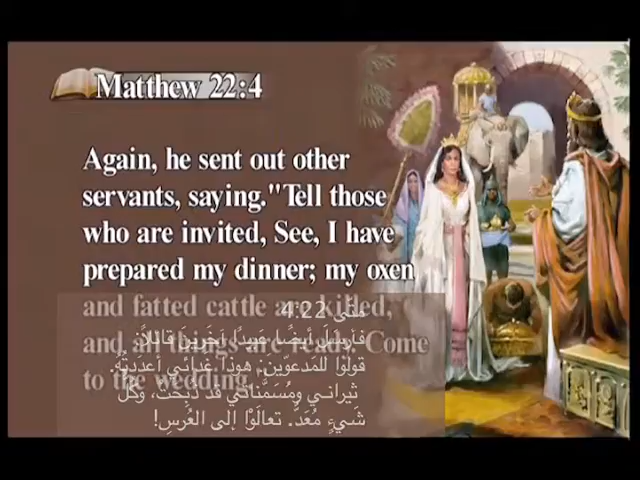 Matthew 22:4
Again, he sent out other
servants, saying."Tell those
who are invited, See, I have
prepared my dinner; my oxen
and fatted cattle are killed,
and all things are ready. Come
to the wedding.
متى 4:22
فأرسَلَ أيضًا عَبيدًا آخَرينَ قائلاً:
قولوا للمَدعوّينَ: هوذا غَدائي أعدَدتُهُ.
ثيراني ومُسَمَّناتي قد ذُبِحَتْ، وكُلُّ
شَيءٍ مُعَدٌّ. تعالَوْا إلى العُرسِ!